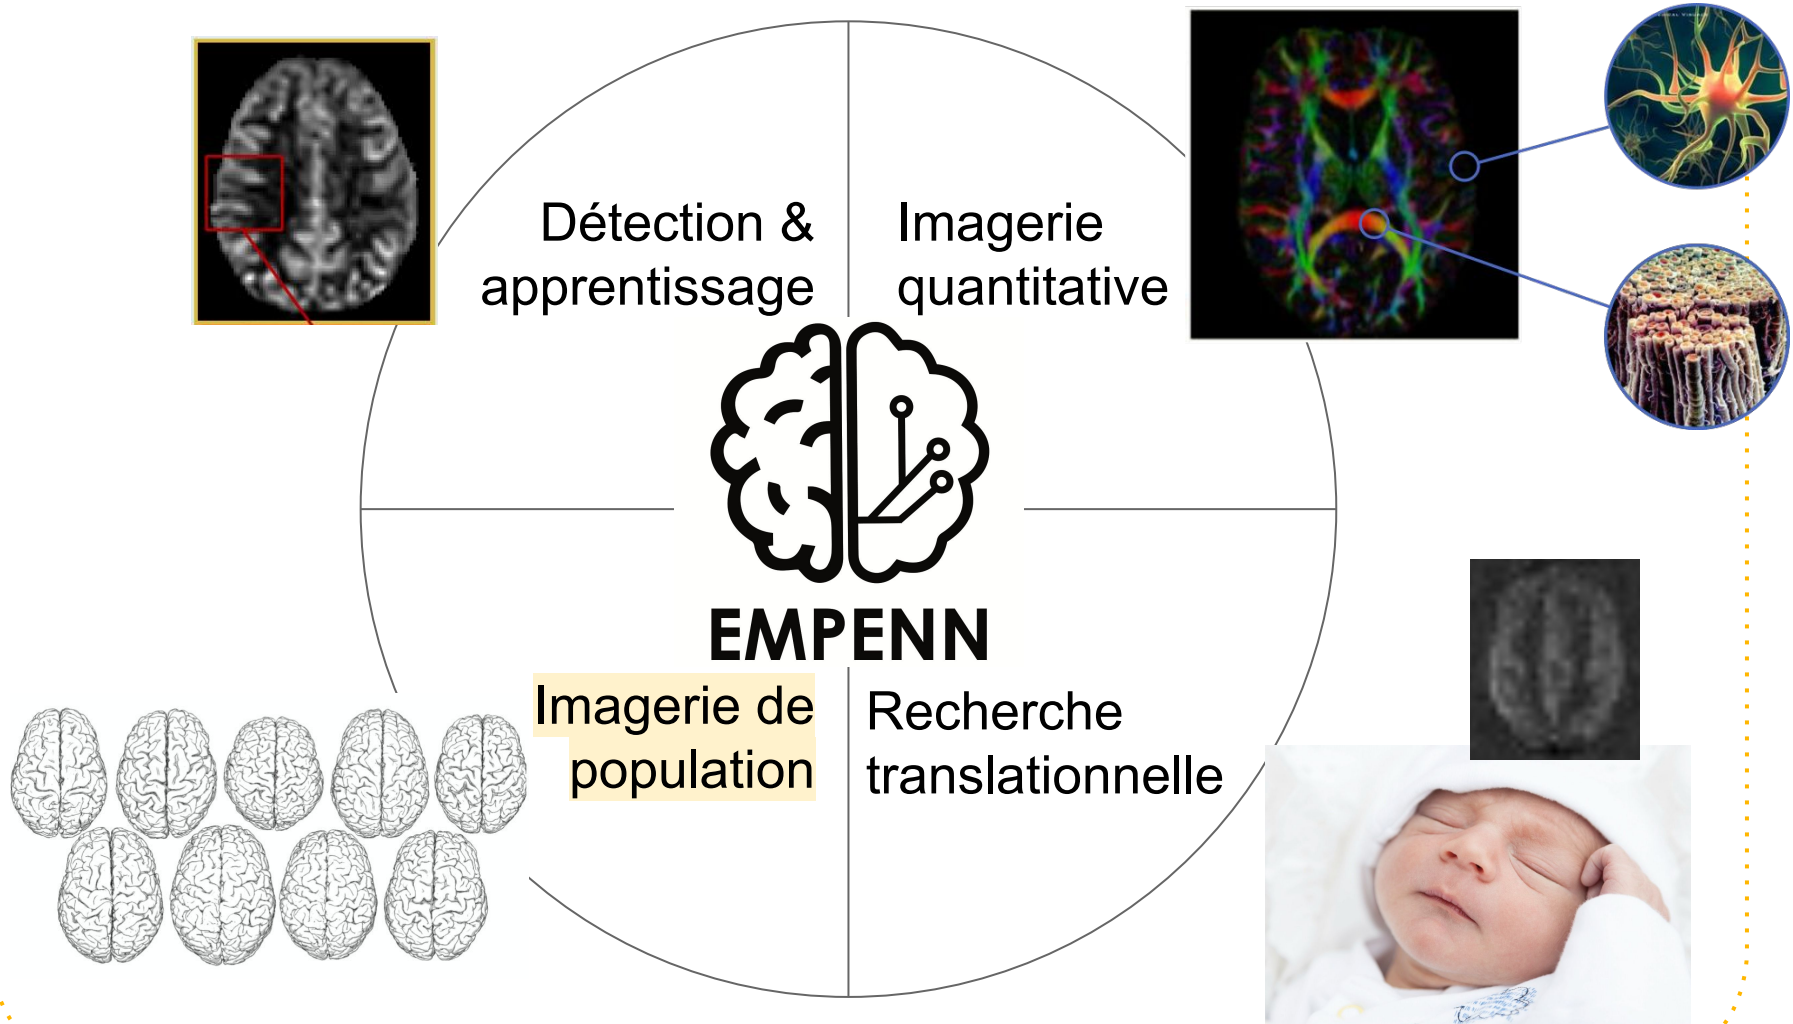 Détection &
apprentissage
Imagerie
quantitative
EMPENN
Imagerie de
population
Recherche
translationnelle